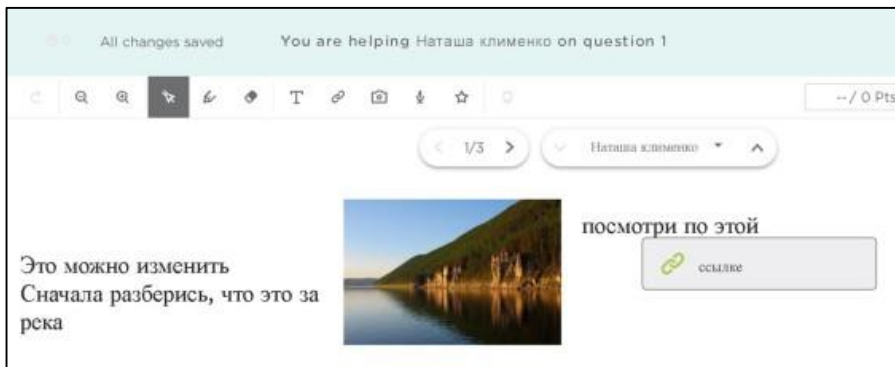 All changes saved
You are helping Наташа клименко on question 1
T
--/ 0 Pts
1/3
Наташа клименко
посмотри по этой
ссылке
Это можно изменить
Сначала разберись, что это за
река